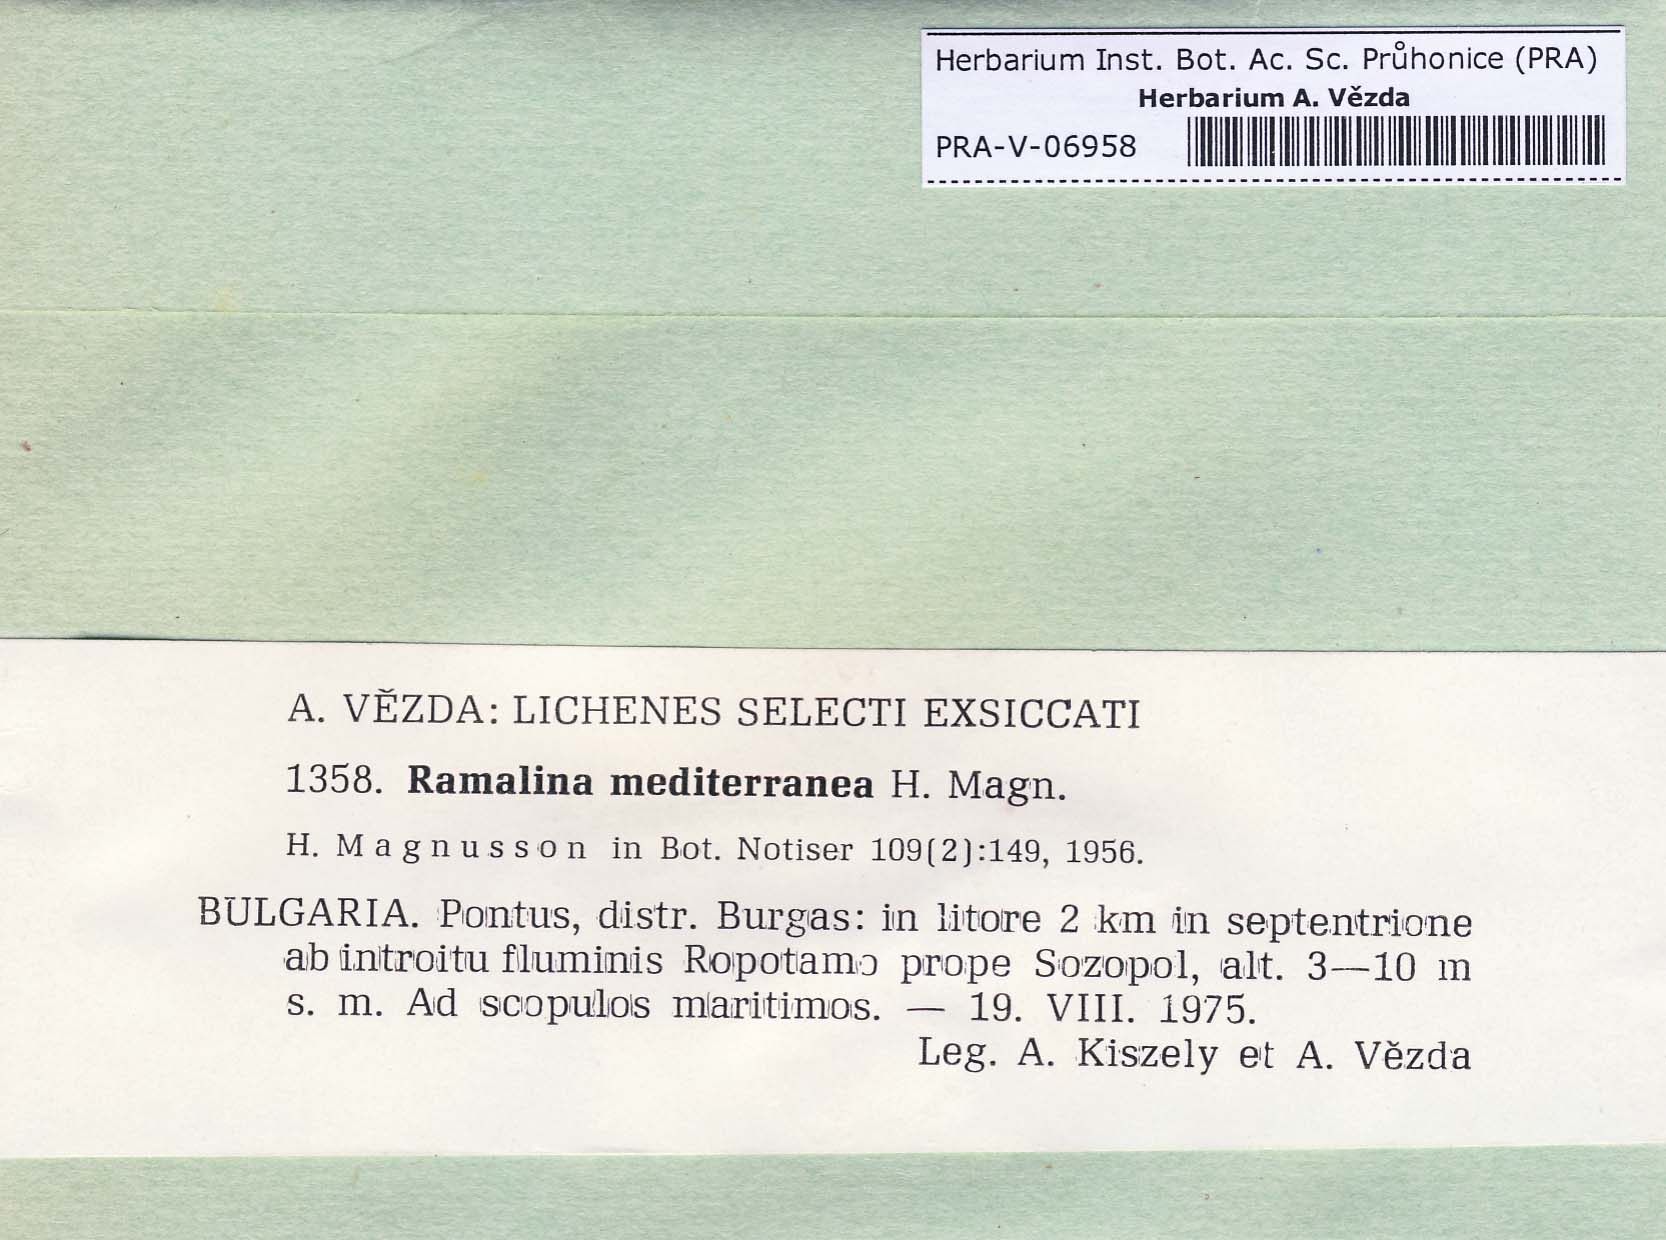 Herbarium Inst. Bot. Ac. Sc. Průhonice (PRA)
Herbarium A. Vězda
PRA-V-06958
A. VĚZDA: LICHENES SELECTI EXSICCATI
1358. Ramalina mediterranea H. Magn.
H. Magnusson in Bot. Notiser 109(2):149, 1956.
BULGARIA. Pontus, distr. Burgas: in litore 2 km in septentrione
ab introitu fluminis Ropotamo prope Sozopol, alt. 3—10 m
s. m. Ad scopulos maritimos. — 19. VIII. 1975.
Leg. A. Kiszely et A. Vězda